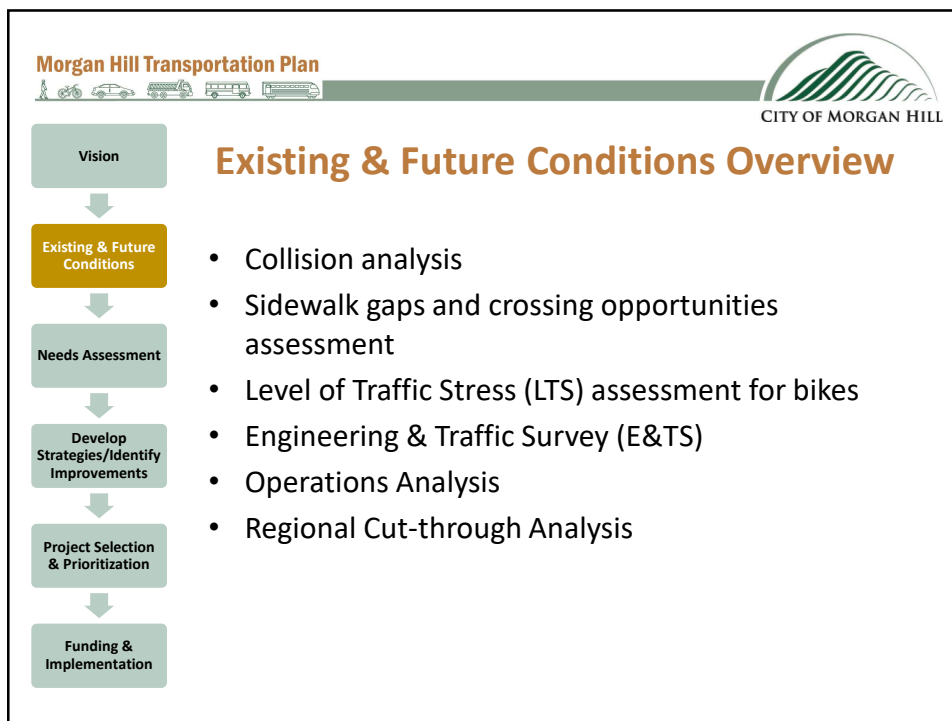 Morgan Hill Transportation Plan
CITY OF MORGAN HILL
Vision
Existing & Future
Conditions
Needs Assessment
Develop
Strategies/Identify
Improvements
Project Selection
& Prioritization
Funding &
Implementation
Existing & Future Conditions Overview
• Collision analysis
• Sidewalk gaps and crossing opportunities
assessment
• Level of Traffic Stress (LTS) assessment for bikes
• Engineering & Traffic Survey (E&TS)
• Operations Analysis
• Regional Cut-through Analysis